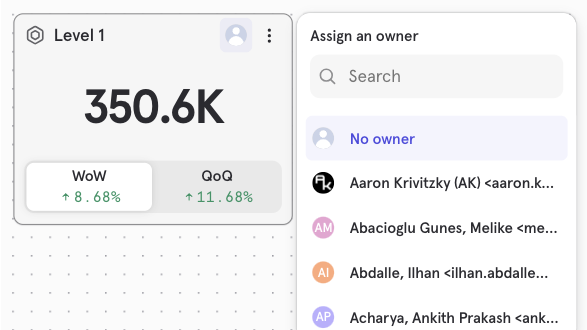 Level 1
350.6K
WoW
↑ 8.68%
QoQ
↑ 11.68%
Assign an owner
Search
No owner
Ak
Aaron Krivitzky (AK) <aaron.k...
AM
Abacioglu Gunes, Melike <me...
AI
Abdalle, Ilhan <ilhan.abdalle...
AP
Acharya, Ankith Prakash <ank...